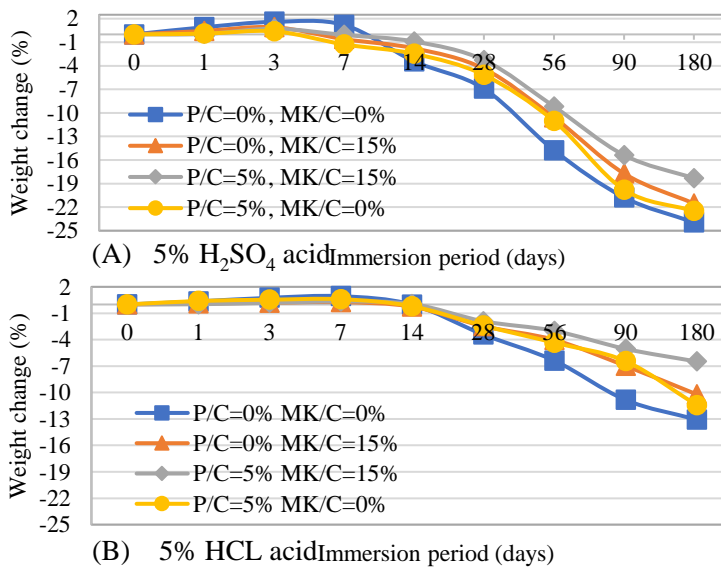 Weight change (%)
2
-1
-4
-7
-10
-13
-16
-19
-22
-25
0 1 3 7 14 28 56 90 180
P/C=0%, MK/C=0%
P/C=0%, MK/C=15%
P/C=5%, MK/C=15%
P/C=5%, MK/C=0%
(A) 5% H₂SO₄ acid Immersion period (days)
Weight change (%)
2
-1
-4
-7
-10
-13
-16
-19
-22
-25
0 1 3 7 14 28 56 90 180
P/C=0% MK/C=0%
P/C=0% MK/C=15%
P/C=5% MK/C=15%
P/C=5% MK/C=0%
(B) 5% HCL acid Immersion period (days)